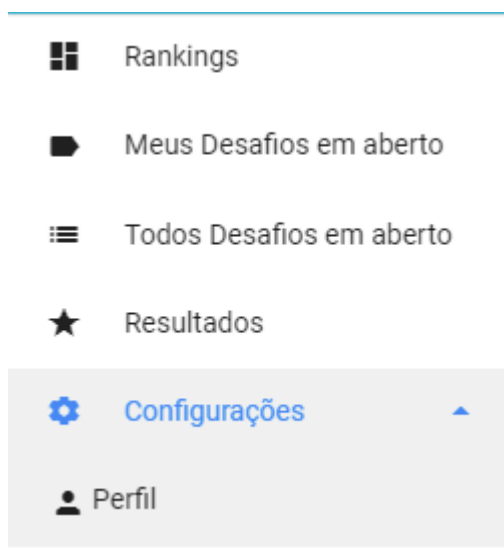 Rankings
Meus Desafios em aberto
Todos Desafios em aberto
Resultados
Configurações
Perfil